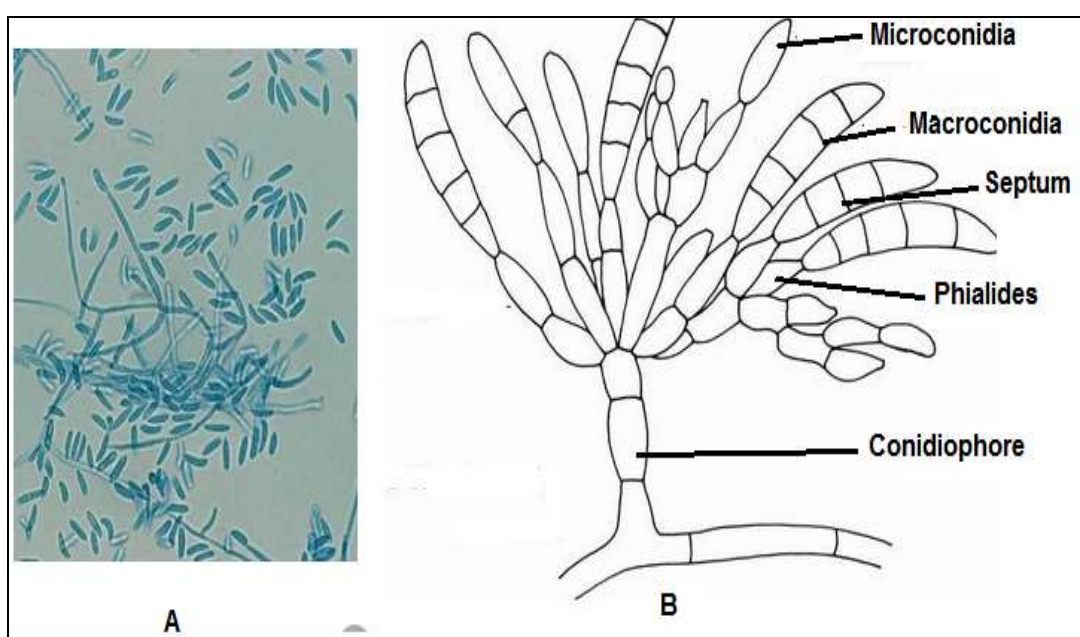 Microconidia
Macroconidia
Septum
Phialides
Conidiophore
A
B